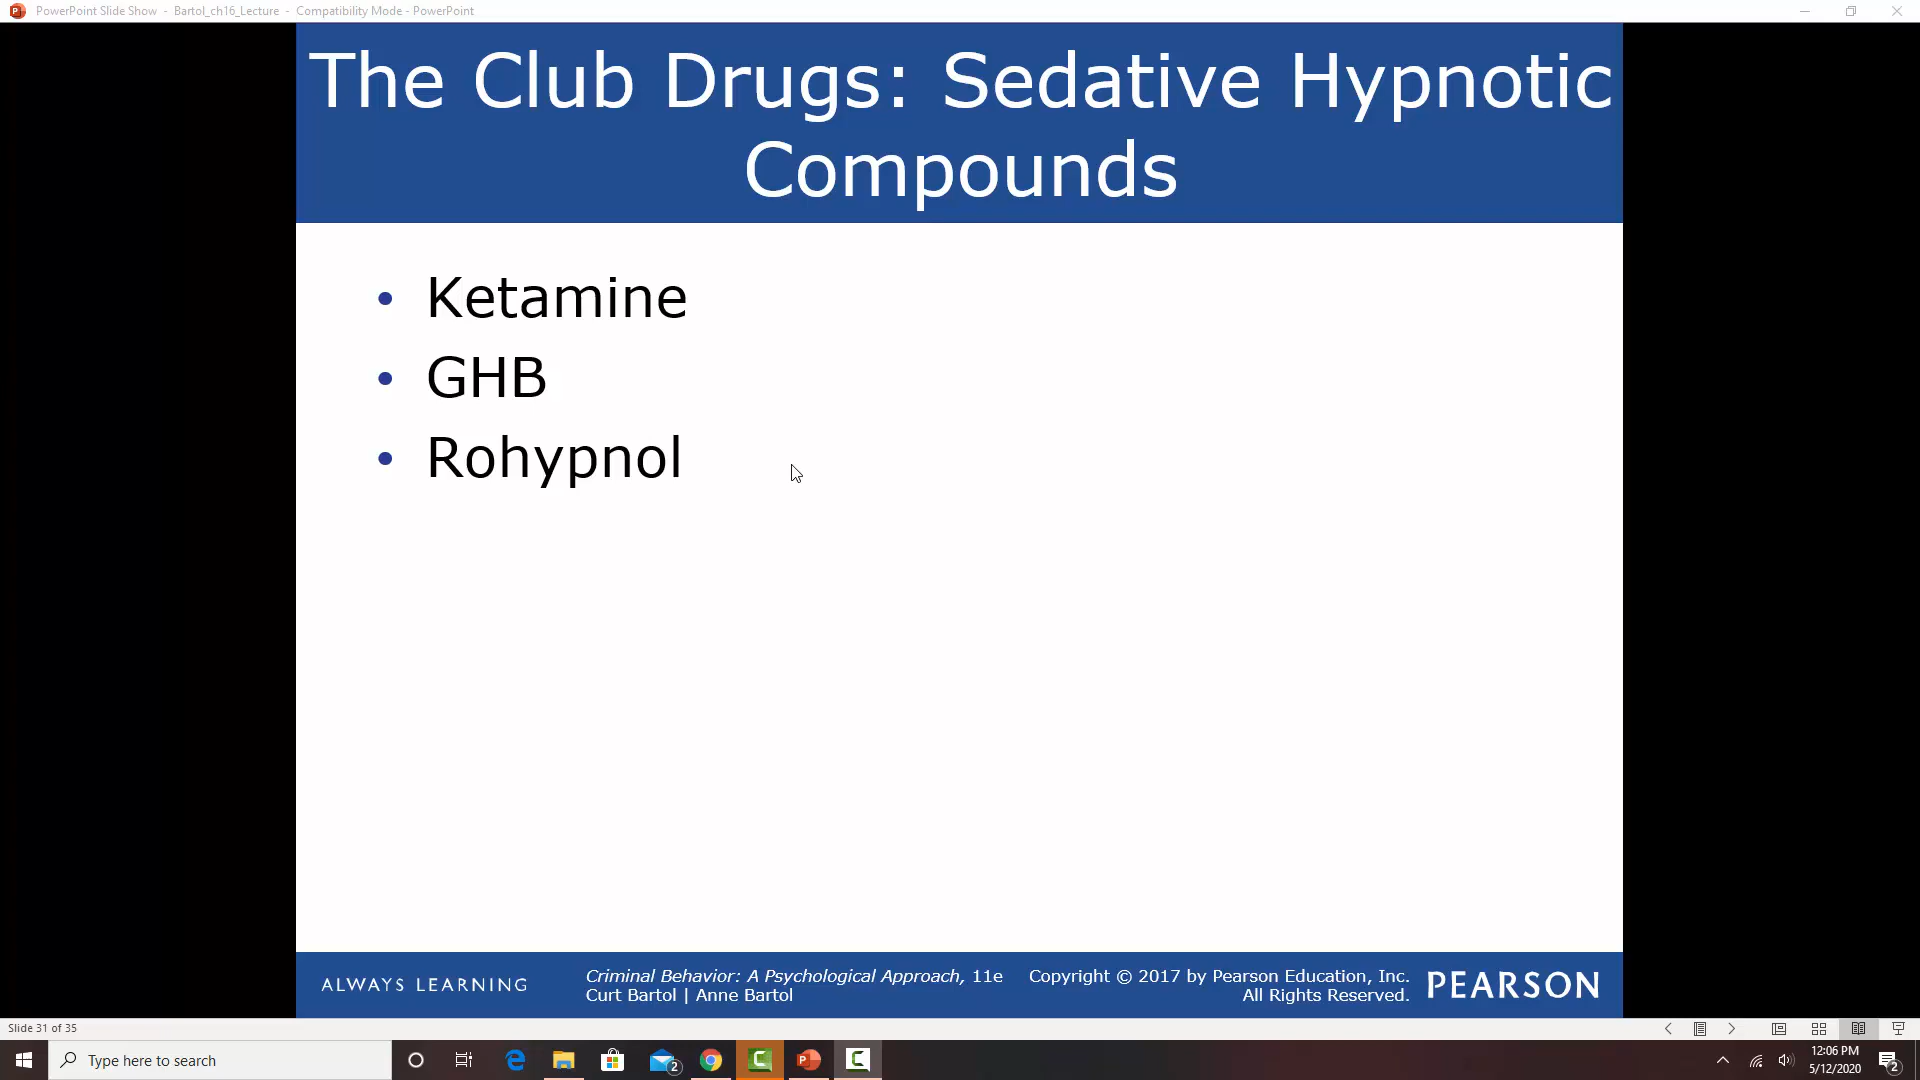 PowerPoint Slide Show - Bartol_ch16_Lecture - Compatibility Mode - PowerPoint
The Club Drugs: Sedative Hypnotic
Compounds
• Ketamine
• GHB
• Rohypnol
ALWAYS LEARNING
Criminal Behavior: A Psychological Approach, 11e
Curt Bartol | Anne Bartol
Copyright © 2017 by Pearson Education, Inc.
All Rights Reserved.
PEARSON
Slide 31 of 35
Type here to search
2
12:06 PM
5/12/2020
2